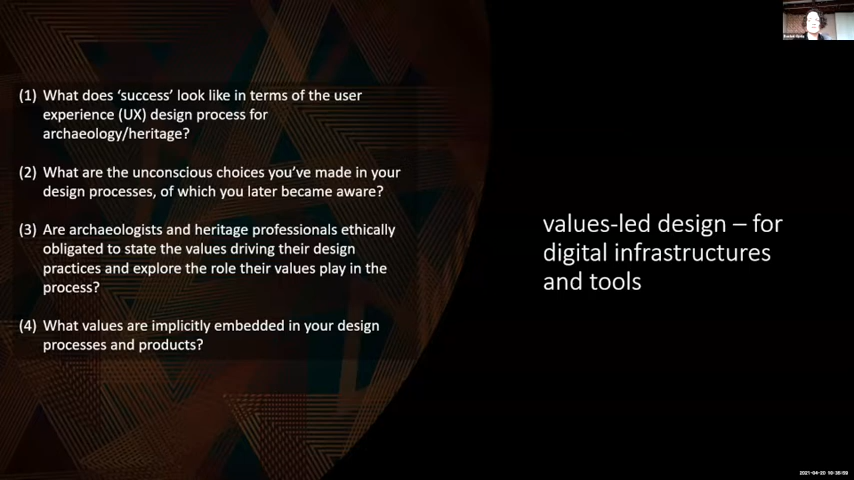 (1) What does ‘success’ look like in terms of the user
experience (UX) design process for
archaeology/heritage?
(2) What are the unconscious choices you’ve made in your
design processes, of which you later became aware?
(3) Are archaeologists and heritage professionals ethically
obligated to state the values driving their design
practices and explore the role their values play in the
process?
(4) What values are implicitly embedded in your design
processes and products?
values-led design – for
digital infrastructures
and tools